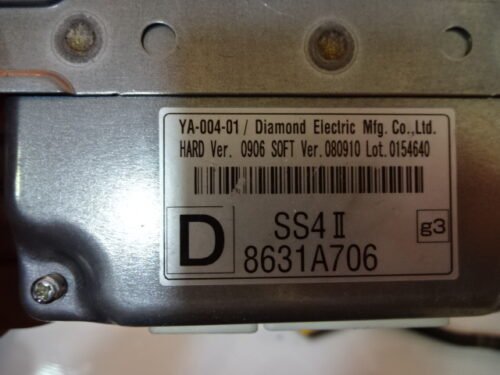 YA-004-01 / Diamond Electric Mfg. Co.,Ltd.
HARD Ver. 0906 SOFT Ver. 080910 Lot. 0154640
D
SS4Ⅱ
g3
8631A706